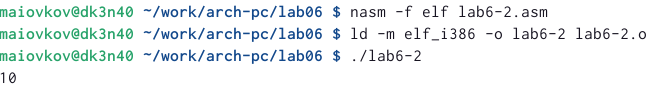 maiovkov@dk3n40 ~/work/arch-pc/lab06 $ nasm -f elf lab6-2.asm
maiovkov@dk3n40 ~/work/arch-pc/lab06 $ ld -m elf_i386 -o lab6-2 lab6-2.o
maiovkov@dk3n40 ~/work/arch-pc/lab06 $ ./lab6-2
10